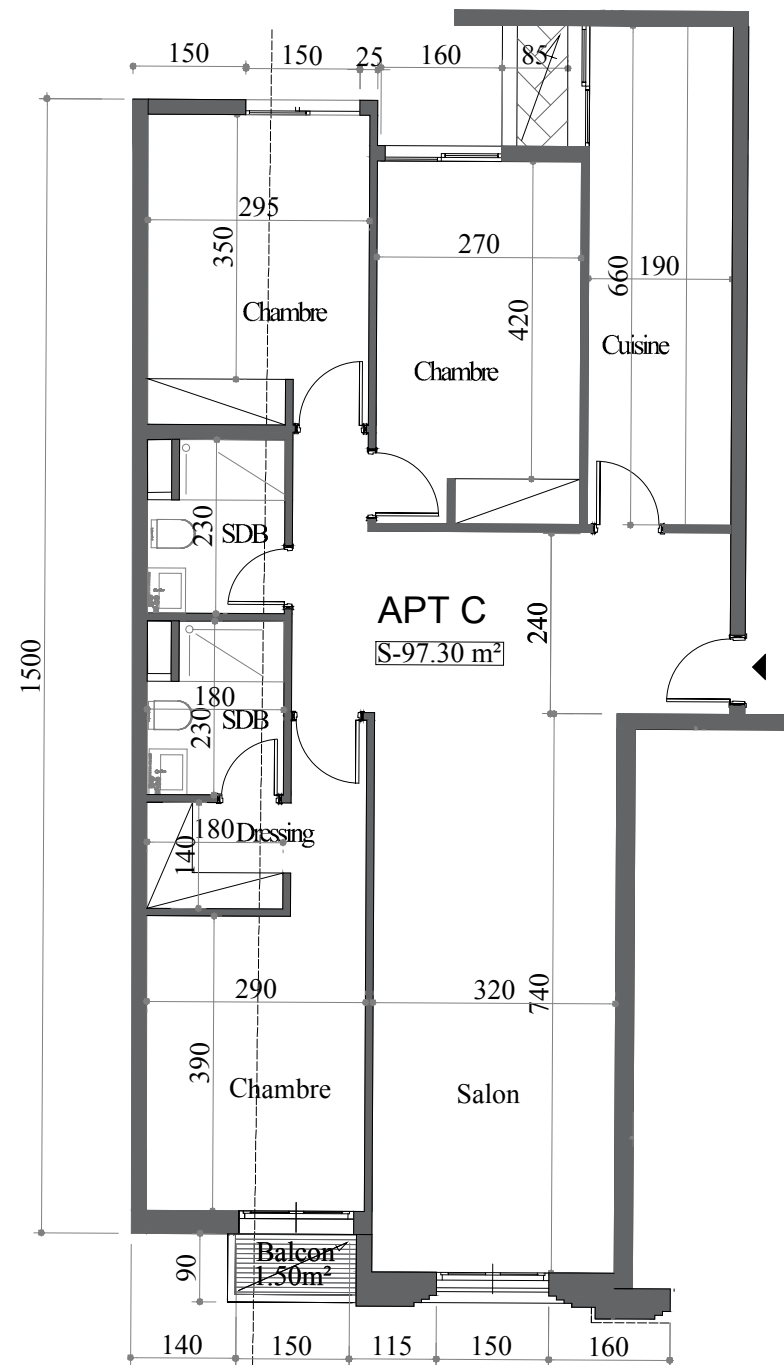 150 150 25 160 85
295
350
270
660 190
420
Chambre
Cuisine
Chambre
230 SDB
APT C
240
S-97.30 m²
1500
180
230 SDB
180 Dressing
140
290 320 740
390
Chambre Salon
Balcon
90 1.50m²
140 150 115 150 160